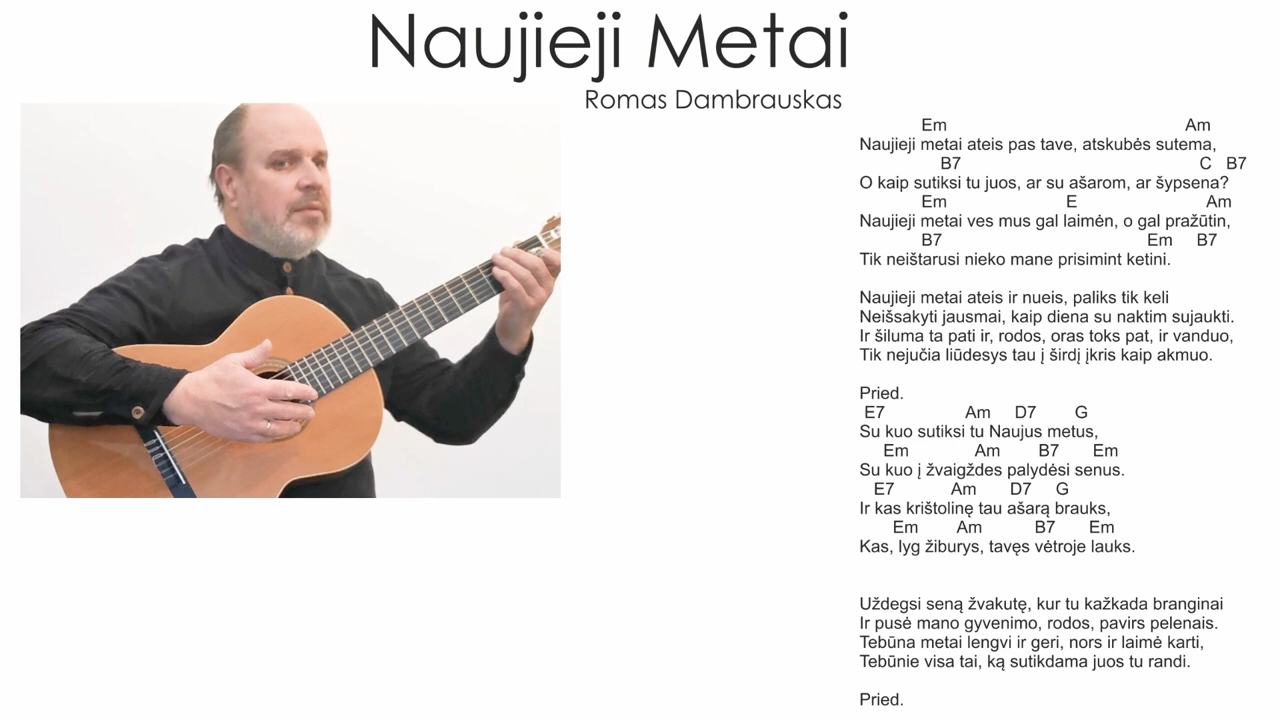 Naujieji Metai
Romas Dambrauskas
Em Am
Naujieji metai ateis pas tave, atskubės sutema,
B7 C B7
O kaip sutiksi tu juos, ar su ašarom, ar šypsena?
Em E Am
Naujieji metai ves mus gal laimėn, o gal pražūtin,
B7 Em B7
Tik neištarusi nieko mane prisimint ketini.
Naujieji metai ateis ir nueis, paliks tik keli
Neišsakyti jausmai, kaip diena su naktim sujaukti.
Ir šiluma ta pati ir, rodos, oras toks pat, ir vanduo,
Tik nejučia liūdesys tau į širdį įkris kaip akmuo.
Pried.
E7 Am D7 G
Su kuo sutiksi tu Naujus metus,
Em Am B7 Em
Su kuo į žvaigždes palydėsi senus.
E7 Am D7 G
Ir kas krištolinę tau ašarą brauks,
Em Am B7 Em
Kas, lyg žiburys, tavęs vėtroje lauks.
Uždegsi seną žvakutę, kur tu kažkada branginai
Ir pusė mano gyvenimo, rodos, pavirs pelenais.
Tebūna metai lengvi ir geri, nors ir laimė karti,
Tebūnie visa tai, ką sutikdama juos tu randi.
Pried.